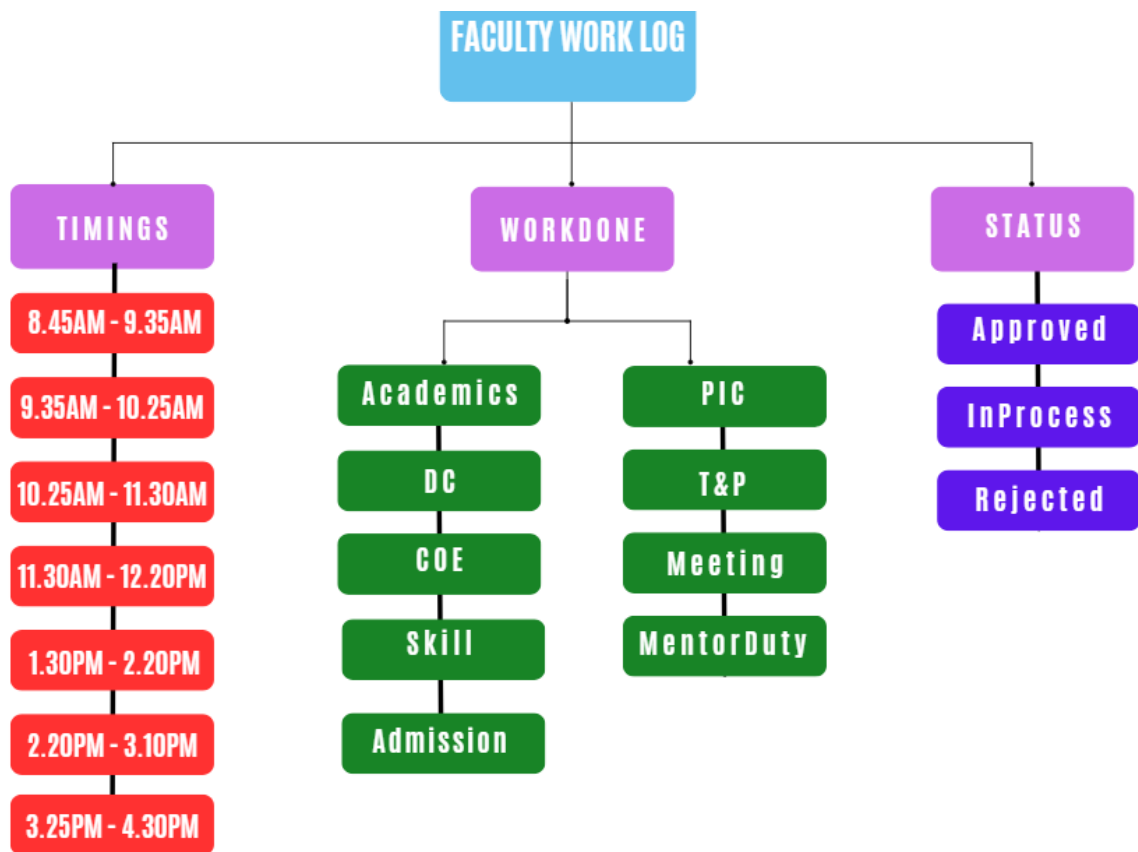 FACULTY WORK LOG
TIMINGS
WORKDONE
STATUS
8.45AM - 9.35AM
9.35AM - 10.25AM
10.25AM - 11.30AM
11.30AM - 12.20PM
1.30PM - 2.20PM
2.20PM - 3.10PM
3.25PM - 4.30PM
Academics
DC
COE
Skill
Admission
PIC
T&P
Meeting
MentorDuty
Approved
InProcess
Rejected